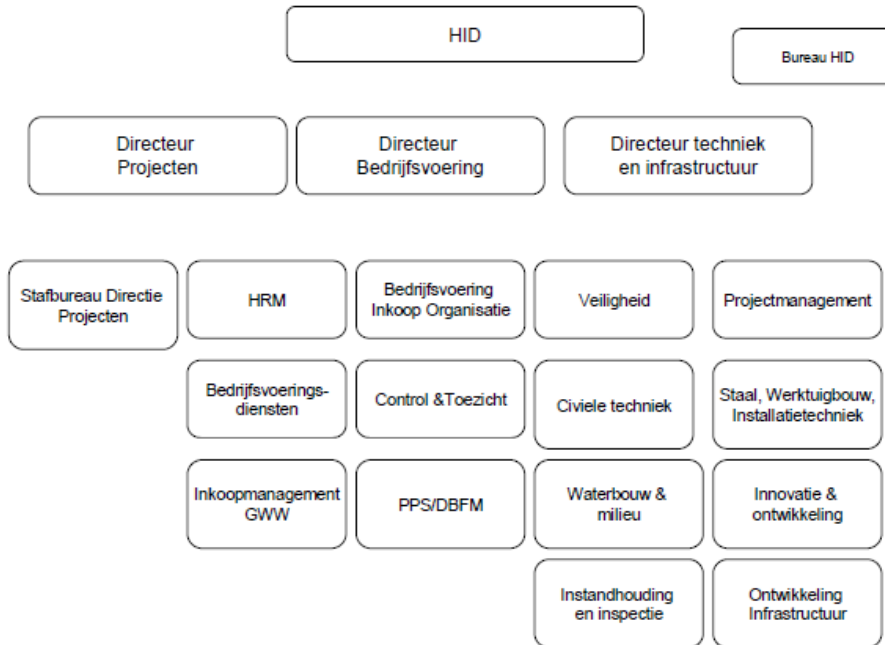 HID
Bureau HID
Directeur
Projecten
Directeur
Bedrijfsvoering
Directeur techniek
en infrastructuur
Stafbureau Directie
Projecten
HRM
Bedrijfsvoering
Inkoop Organisatie
Veiligheid
Projectmanagement
Bedrijfsvoerings-
diensten
Control &Toezicht
Civiele techniek
Staal, Werktuigbouw,
Installatietechniek
Inkoopmanagement
GWW
PPS/DBFM
Waterbouw &
milieu
Innovatie &
ontwikkeling
Instandhouding
en inspectie
Ontwikkeling
Infrastructuur